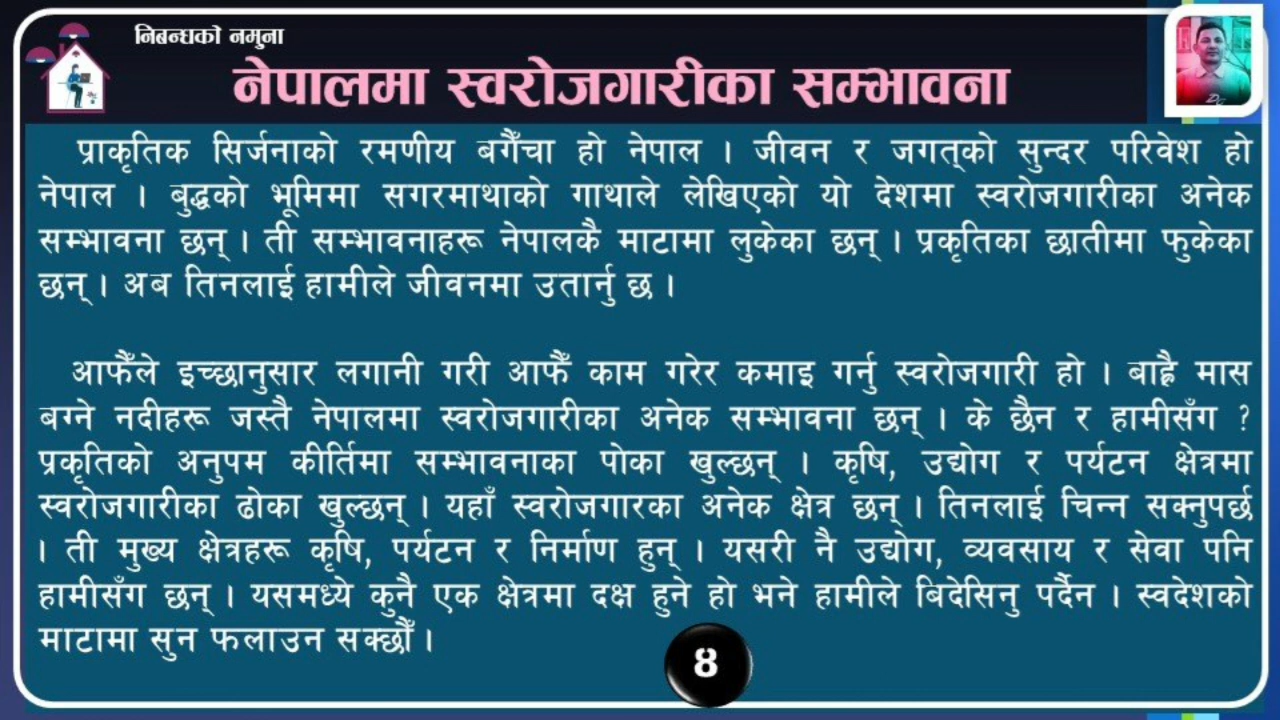 निबन्धको नमुना
नेपालमा स्वरोजगारीका सम्भावना
प्राकृतिक सिर्जनाको रमणीय बगैँचा हो नेपाल । जीवन र जगत्‌को सुन्दर परिवेश हो
नेपाल । बुद्धको भूमिमा सगरमाथाको गाथाले लेखिएको यो देशमा स्वरोजगारीका अनेक
सम्भावना छन् । ती सम्भावनाहरू नेपालकै माटामा लुकेका छन् । प्रकृतिका छातीमा फुकेका
छन् । अब तिनलाई हामीले जीवनमा उतार्नु छ ।
आफैँले इच्छानुसार लगानी गरी आफैँ काम गरेर कमाइ गर्नु स्वरोजगारी हो । बाह्रै मास
बग्ने नदीहरू जस्तै नेपालमा स्वरोजगारीका अनेक सम्भावना छन् । के छैन र हामीसँग ?
प्रकृतिको अनुपम कीर्तिमा सम्भावनाका पोका खुल्छन् । कृषि, उद्योग र पर्यटन क्षेत्रमा
स्वरोजगारीका ढोका खुल्छन् । यहाँ स्वरोजगारका अनेक क्षेत्र छन् । तिनलाई चिन्न सक्नुपर्छ
। ती मुख्य क्षेत्रहरू कृषि, पर्यटन र निर्माण हुन् । यसरी नै उद्योग, व्यवसाय र सेवा पनि
हामीसँग छन् । यसमध्ये कुनै एक क्षेत्रमा दक्ष हुने हो भने हामीले बिदेसिनु पर्दैन । स्वदेशको
माटामा सुन फलाउन सक्छौँ ।
8